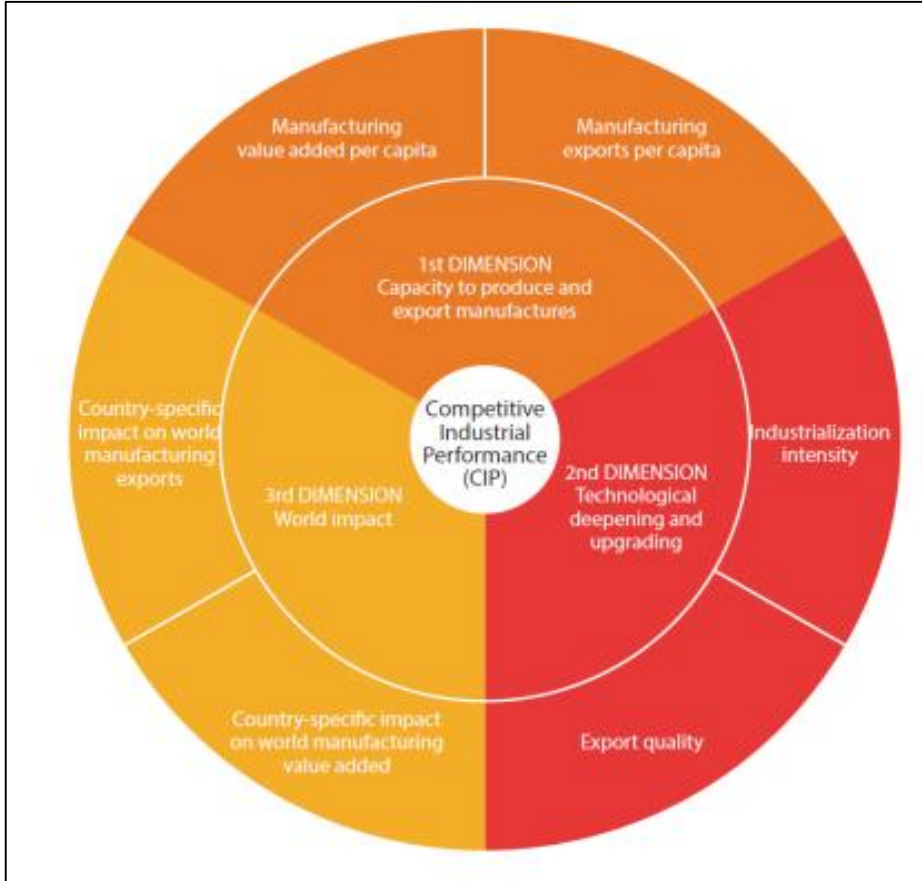 Manufacturing
value added per capita
Manufacturing
exports per capita
1st DIMENSION
Capacity to produce and
export manufactures
Country-specific
impact on world
manufacturing
exports
3rd DIMENSION
World impact
Competitive
Industrial
Performance
(CIP)
2nd DIMENSION
Technological
deepening and
upgrading
Industrialization
intensity
Country-specific impact
on world manufacturing
value added
Export quality